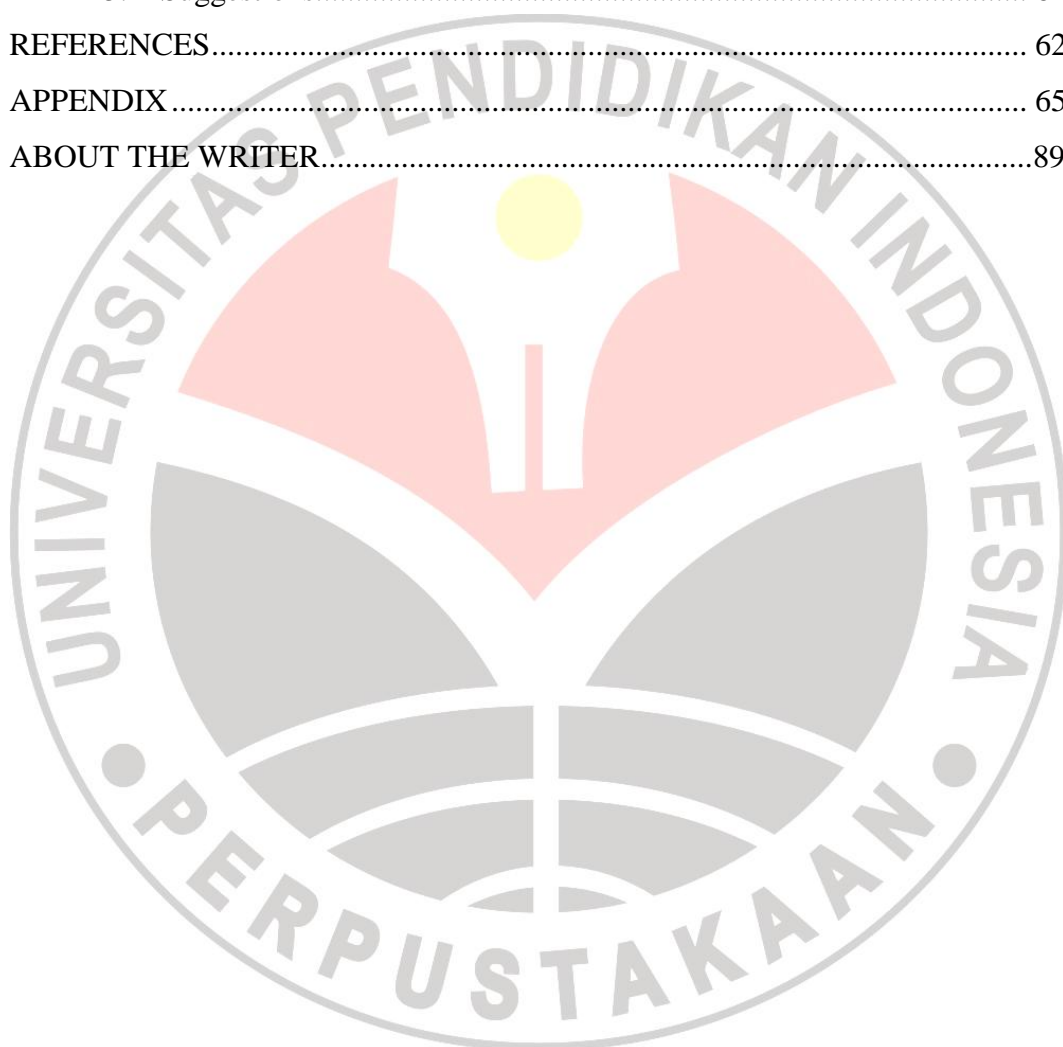 REFERENCES.......................................................................................................... 62
APPENDIX............................................................................................................... 65
ABOUT THE WRITER............................................................................................89
UNIVERSITAS PENDIDIKAN INDONESIA
• PERPUSTAKAAN •